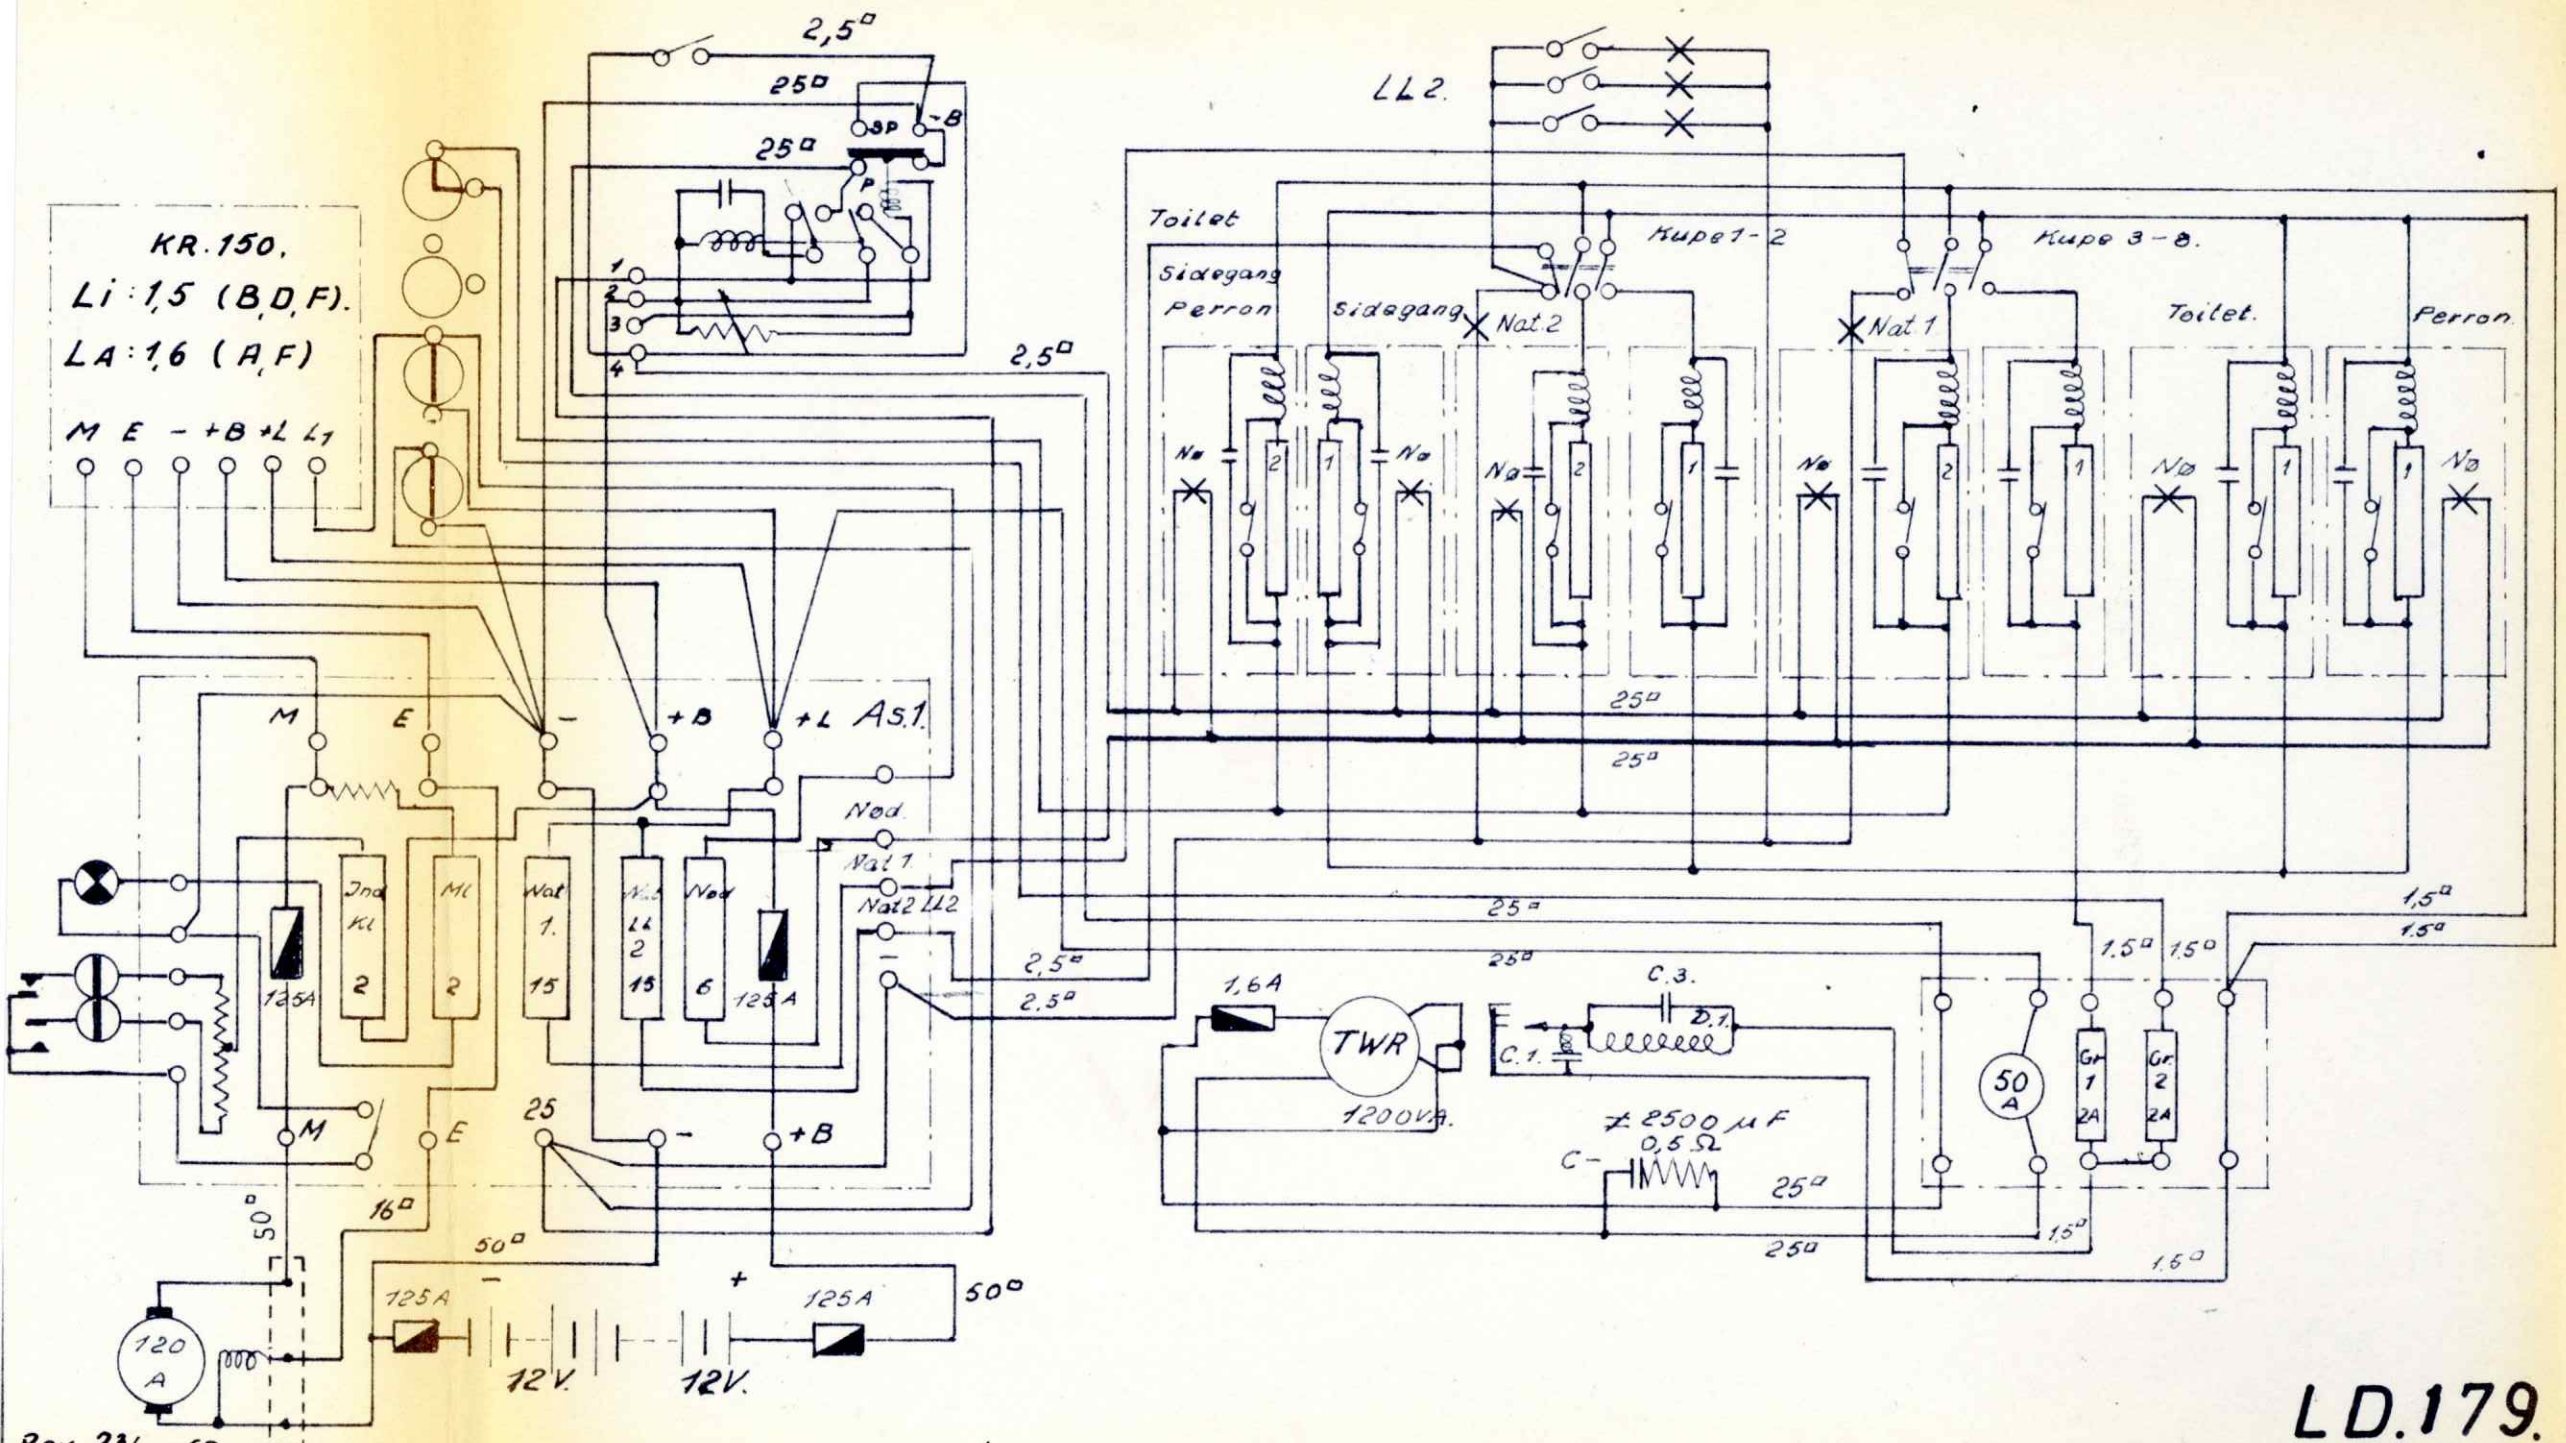 2,5□
25□
SP
-B
25□
P
1
2
3
4
2,5□
LL2.
KR.150.
Li:1,5 (B,D,F).
LA:1,6 (A,F)
M E - +B +L L1
Toilet
Sidegang
Perron
Sidegang
Nat.2
Kupe 1-2
Nat 1
Kupe 3-8.
Toilet.
Perron
Nø
2
1
Nø
Nø
2
1
Nø
2
1
Nø
1
1
Nø
25□
25□
M
E
-
+B
+L
As.1.
Nød.
Nat 1
Nat2 LL2
-
Ind
Kl
2
Ml
2
Nat
1.
15
Nat
LL
2
15
Nød
6
125A
125A
M
E
25
-
+B
2,5□
2,5□
50□
16□
50□
50□
-
+
125A
125A
12V.
12V.
120
A
1,6A
TWR
1200VA.
C.3.
D.1.
C.1.
≠ 2500 µF
0,5 Ω
C-
25□
25□
25□
25□
1,5□
1.5□
1.5□
1.5□
50
A
Gr
1
2A
Gr.
2
2A
1,5□
1.5□
LD.179.